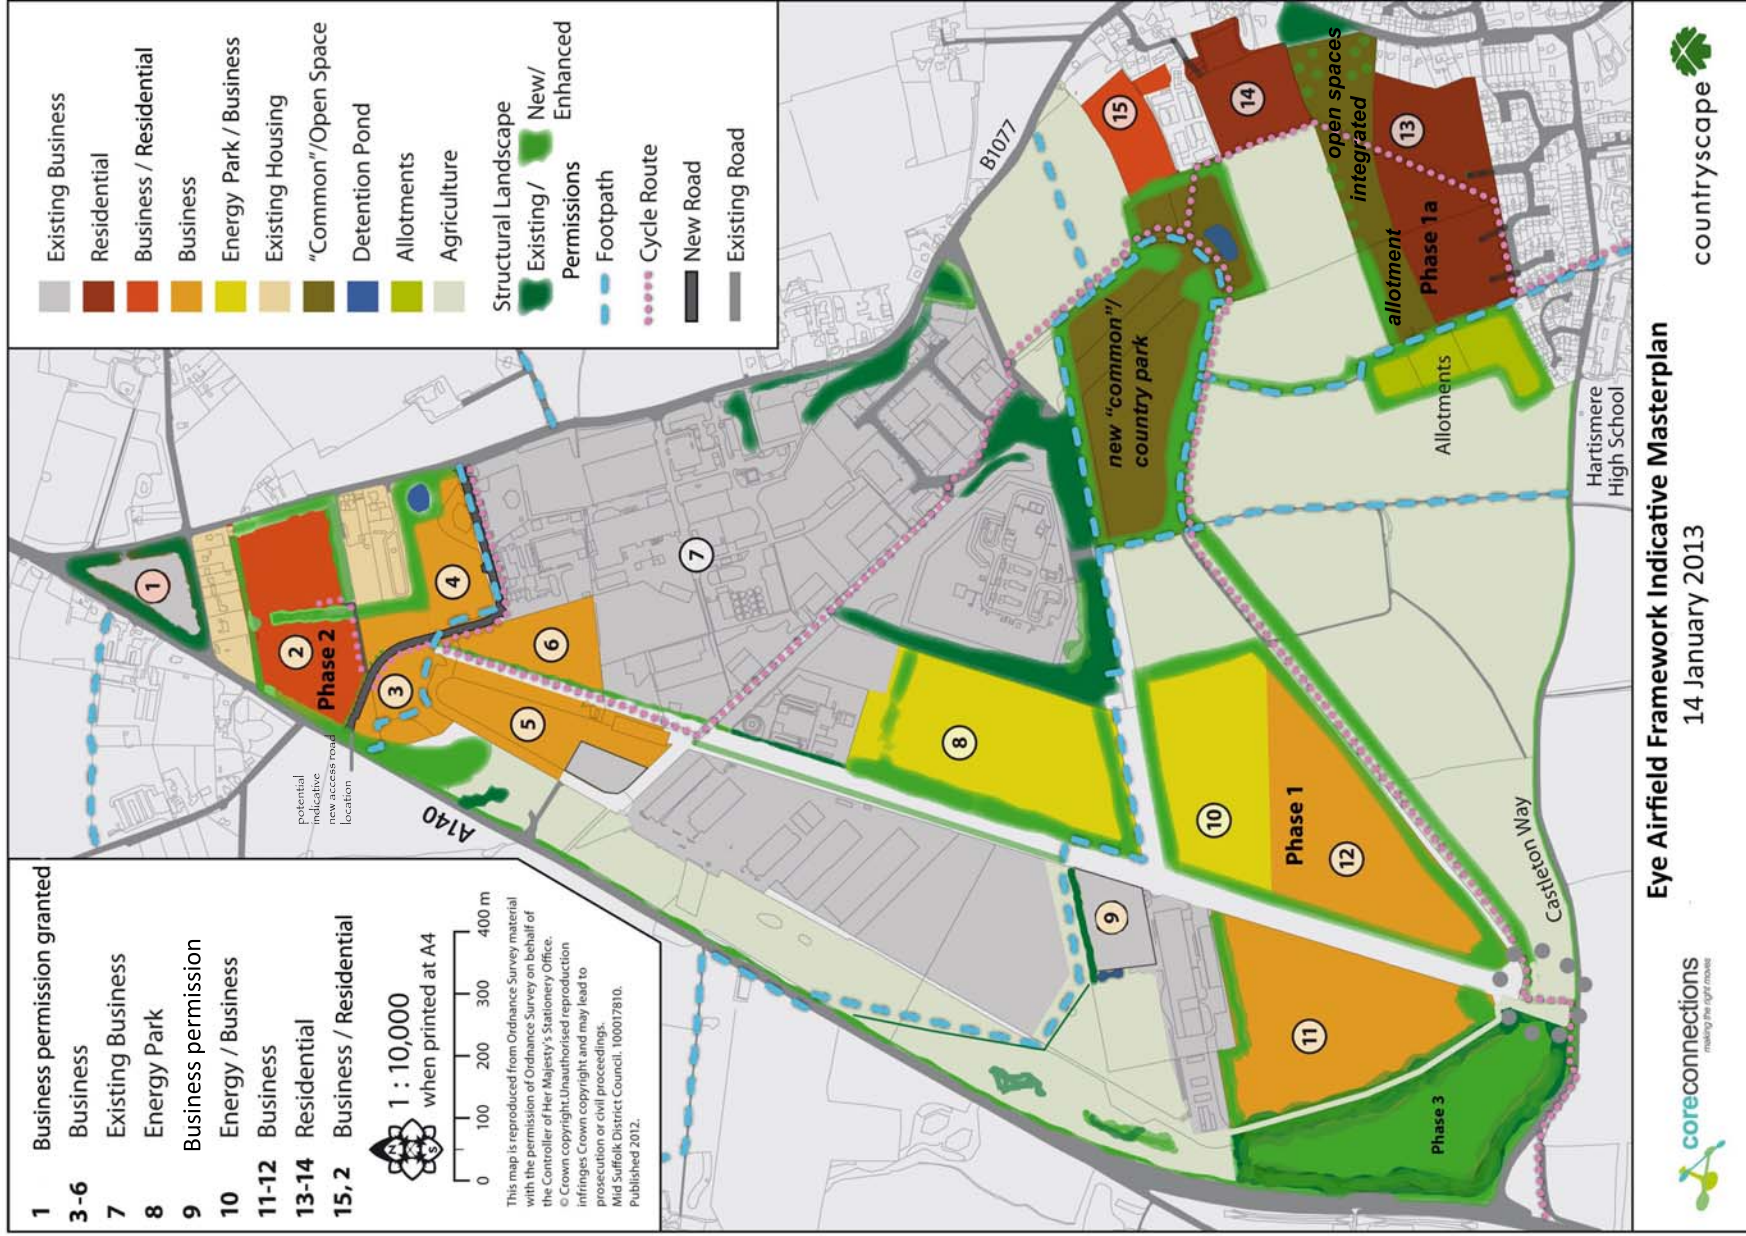 Existing Business
Residential
Business / Residential
Business
Energy Park / Business
Existing Housing
"Common"/Open Space
Detention Pond
Allotments
Agriculture
Structural Landscape
Existing/
New/
Enhanced
Permissions
Footpath
Cycle Route
New Road
Existing Road
1 Business permission granted
3-6 Business
7 Existing Business
8 Energy Park
9 Business permission
10 Energy / Business
11-12 Business
13-14 Residential
15, 2 Business / Residential
N
S
1 : 10,000
when printed at A4
0 100 200 300 400 m
This map is reproduced from Ordnance Survey material
with the permission of Ordnance Survey on behalf of
the Controller of Her Majesty's Stationery Office.
© Crown copyright.Unauthorised reproduction
infringes Crown copyright and may lead to
prosecution or civil proceedings.
Mid Suffolk District Council. 100017810.
Published 2012.
1
2
Phase 2
3
4
5
6
7
8
9
10
Phase 1
11
12
13
14
15
Phase 1a
Phase 3
potential
indicative
new access road
location
A140
B1077
new "common"/
country park
open spaces
integrated
allotment
Allotments
Hartismere
High School
Castleton Way
Eye Airfield Framework Indicative Masterplan
14 January 2013
coreconnections
making the right moves
countryscape